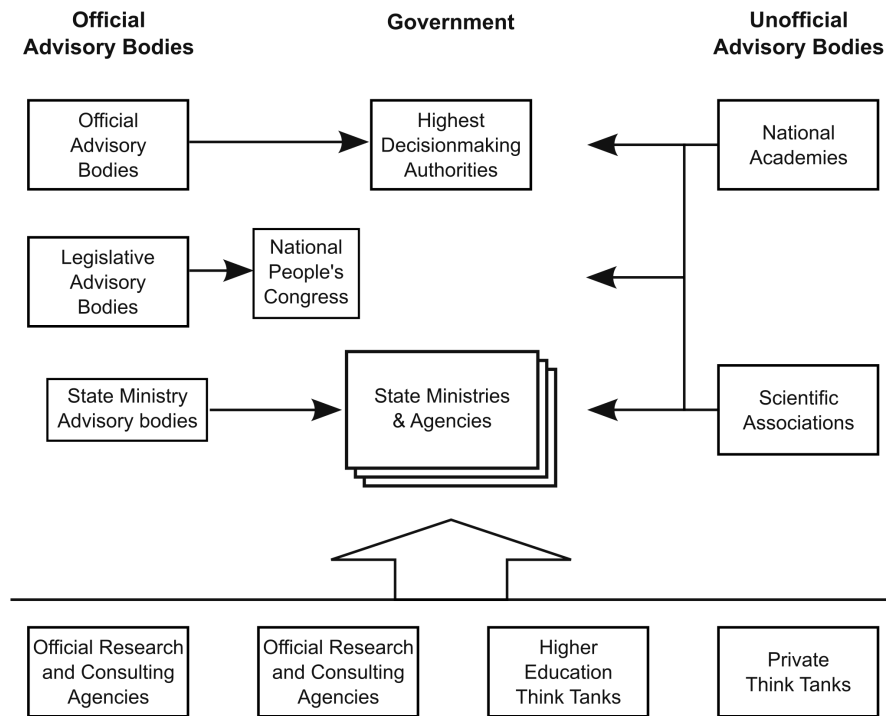 Official
Advisory Bodies
Government
Unofficial
Advisory Bodies
Official
Advisory
Bodies
Highest
Decisionmaking
Authorities
National
Academies
Legislative
Advisory
Bodies
National
People's
Congress
State Ministry
Advisory bodies
State Ministries
& Agencies
Scientific
Associations
Official Research
and Consulting
Agencies
Official Research
and Consulting
Agencies
Higher
Education
Think Tanks
Private
Think Tanks